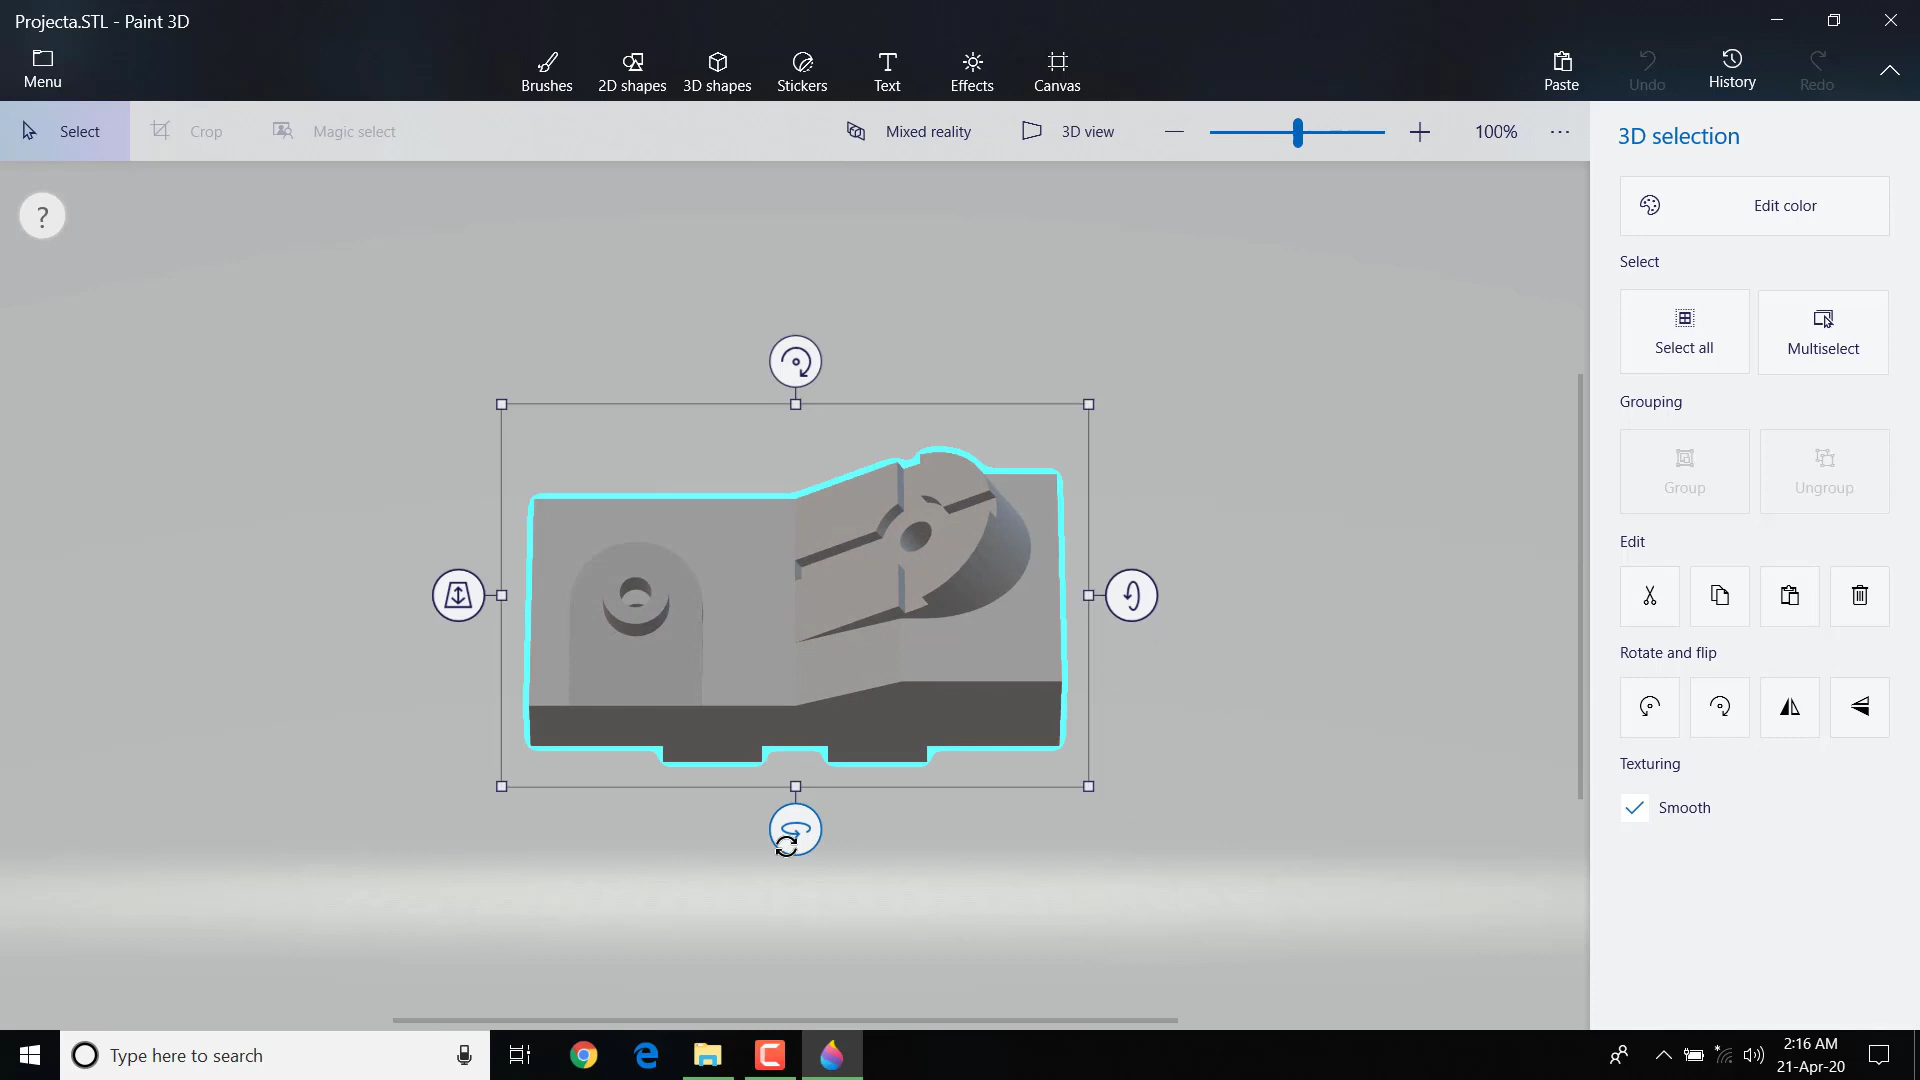 Projecta.STL - Paint 3D
Menu
Brushes
2D shapes
3D shapes
Stickers
Text
Effects
Canvas
Paste
Undo
History
Redo
Select
Crop
Magic select
Mixed reality
3D view
100%
?
3D selection
Edit color
Select
Select all
Multiselect
Grouping
Group
Ungroup
Edit
Rotate and flip
Texturing
Smooth
Type here to search
2:16 AM
21-Apr-20